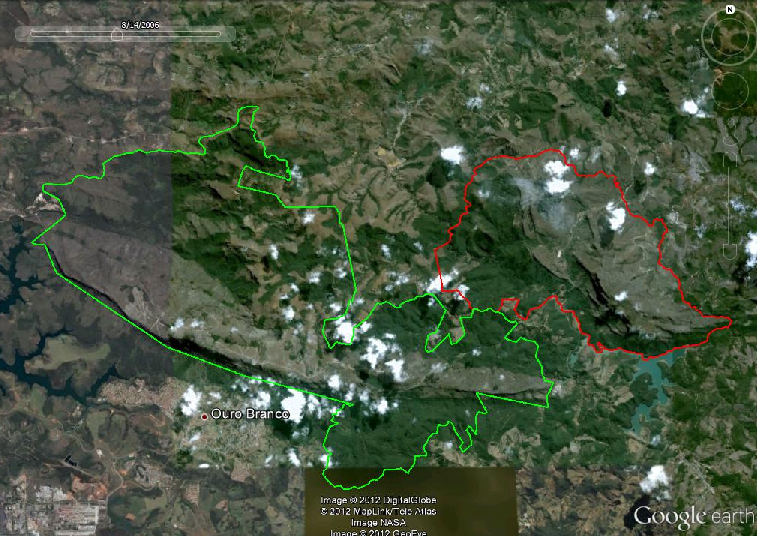 8/14/2006
N
Ouro Branco
Image © 2012 DigitalGlobe
© 2012 MapLink/Tele Atlas
Image NASA
Image © 2012 GeoEye
Google earth